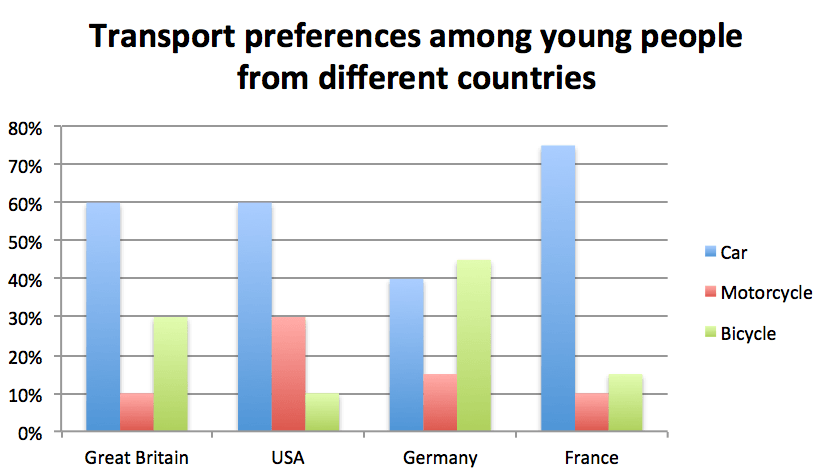 Transport preferences among young people
from different countries
80%
70%
60%
50%
40%
30%
20%
10%
0%
Great Britain
USA
Germany
France
Car
Motorcycle
Bicycle